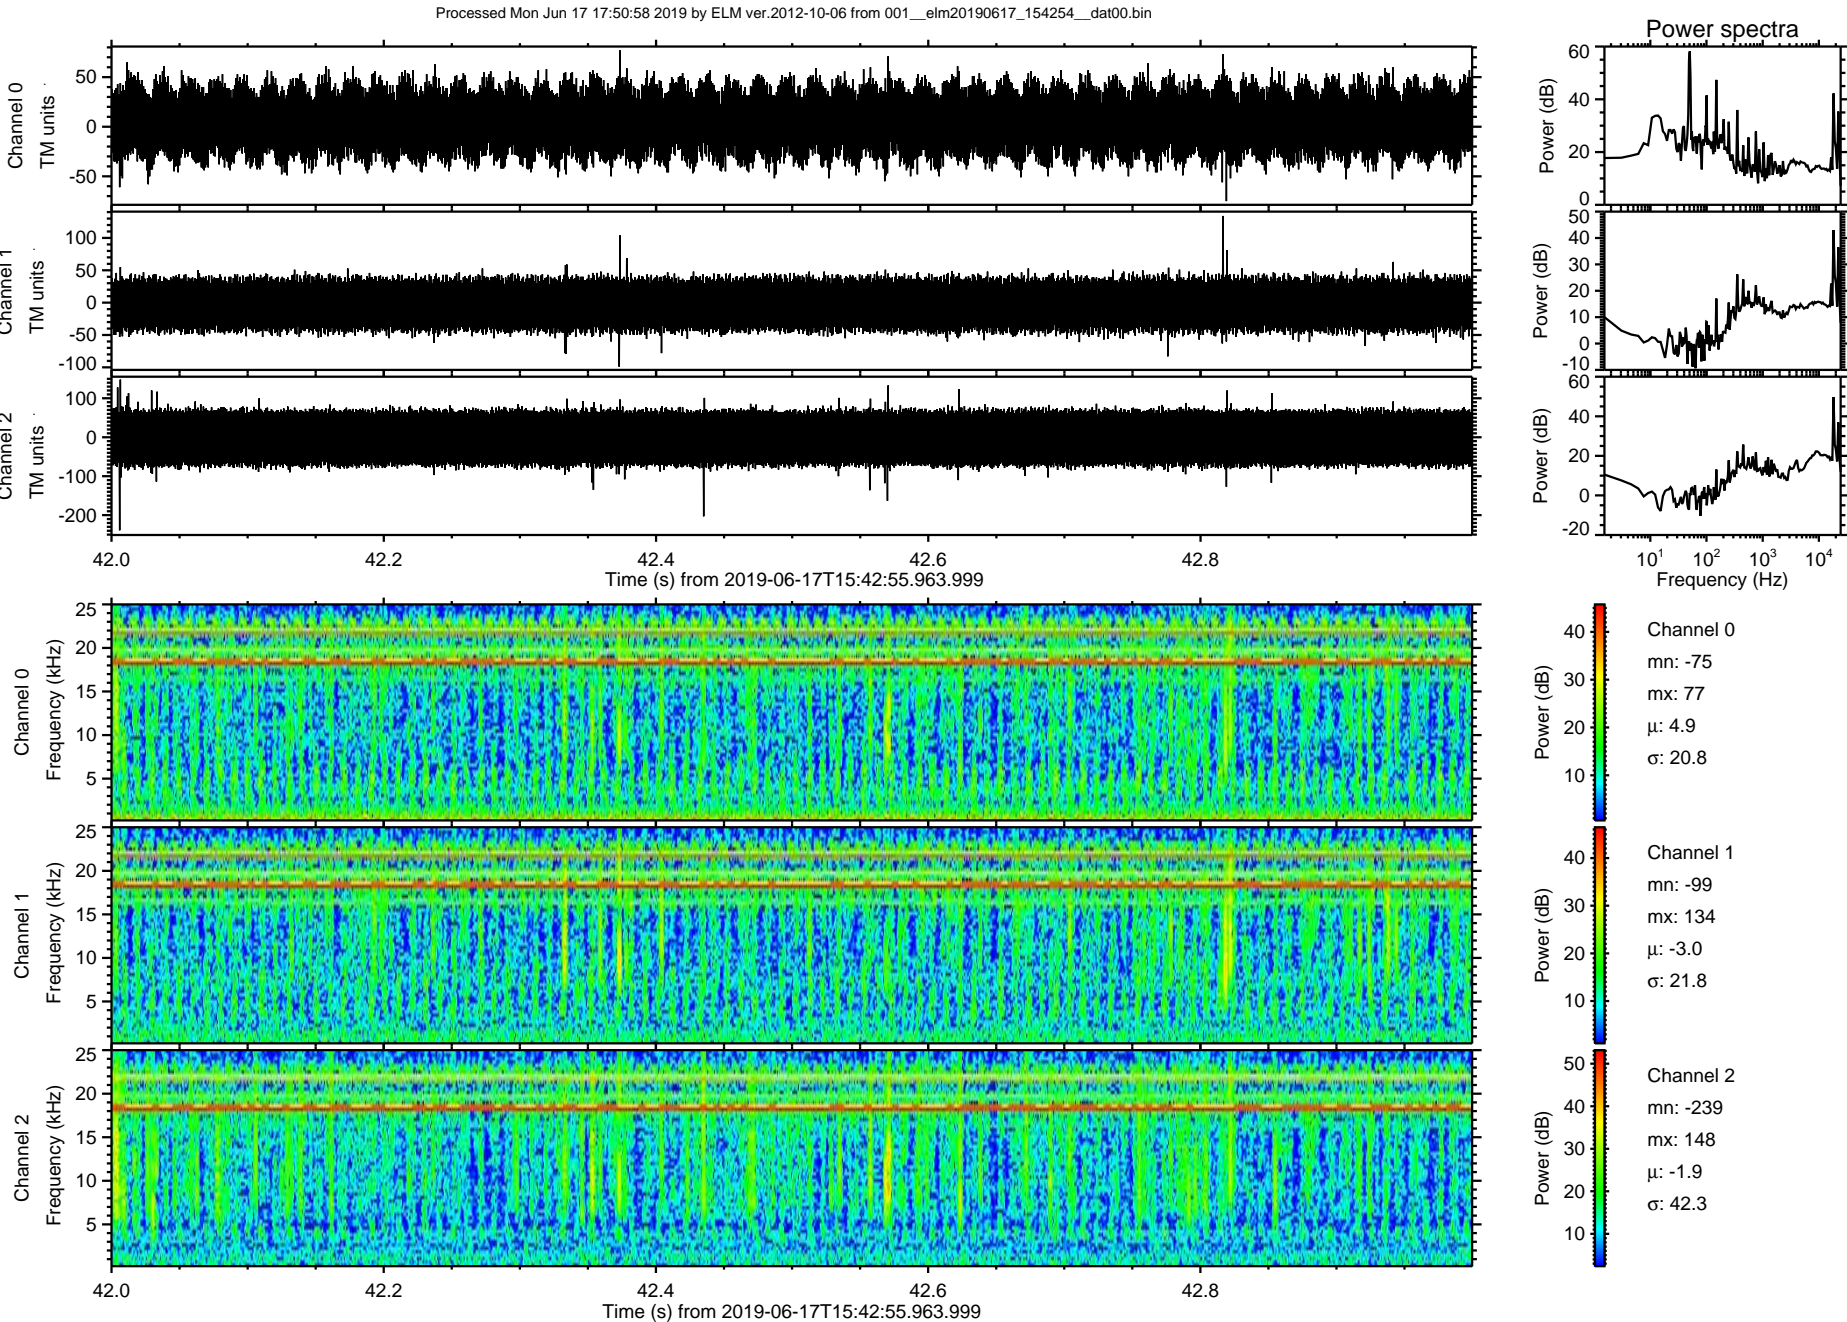 Processed Mon Jun 17 17:50:58 2019 by ELM ver.2012-10-06 from 001__elm20190617_154254__dat00.bin
Power spectra
Channel 0
TM units
50
0
-50
Power (dB)
60
40
20
0
Channel 1
TM units
100
50
0
-50
-100
Power (dB)
50
40
30
20
10
0
-10
Channel 2
TM units
100
0
-100
-200
Power (dB)
60
40
20
0
-20
42.0 42.2 42.4 42.6 42.8
Time (s) from 2019-06-17T15:42:55.963.999
10^1 10^2 10^3 10^4
Frequency (Hz)
Channel 0
Frequency (kHz)
25
20
15
10
5
Power (dB)
40
30
20
10
Channel 0
mn: -75
mx: 77
μ: 4.9
σ: 20.8
Channel 1
Frequency (kHz)
25
20
15
10
5
Power (dB)
40
30
20
10
Channel 1
mn: -99
mx: 134
μ: -3.0
σ: 21.8
Channel 2
Frequency (kHz)
25
20
15
10
5
Power (dB)
50
40
30
20
10
Channel 2
mn: -239
mx: 148
μ: -1.9
σ: 42.3
42.0 42.2 42.4 42.6 42.8
Time (s) from 2019-06-17T15:42:55.963.999